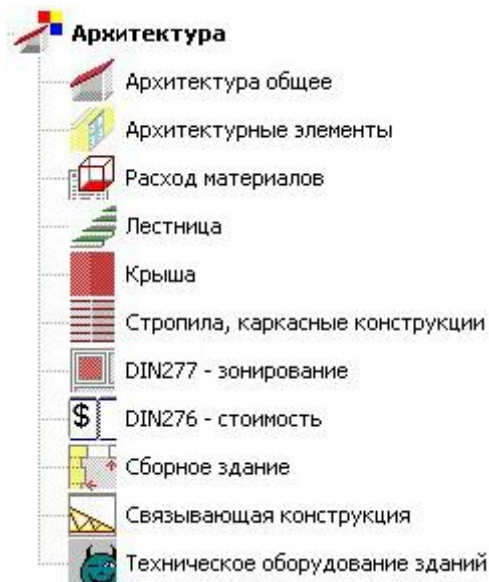 Архитектура
Архитектура общее
Архитектурные элементы
Расход материалов
Лестница
Крыша
Стропила, каркасные конструкции
DIN277 - зонирование
$ DIN276 - стоимость
Сборное здание
Связывающая конструкция
Техническое оборудование зданий